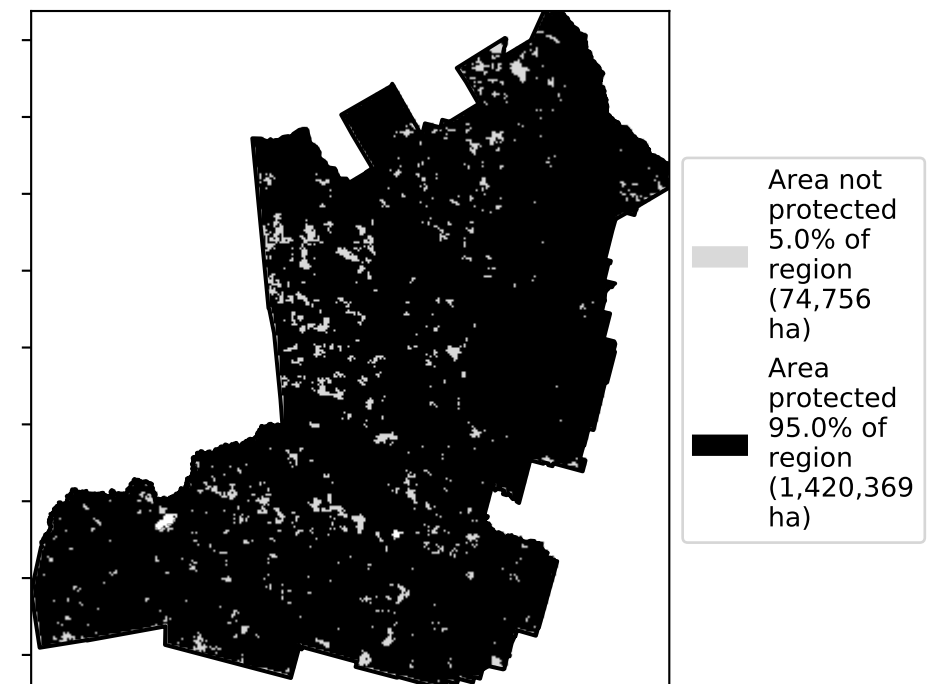 Area not
protected
5.0% of
region
(74,756
ha)
Area
protected
95.0% of
region
(1,420,369
ha)